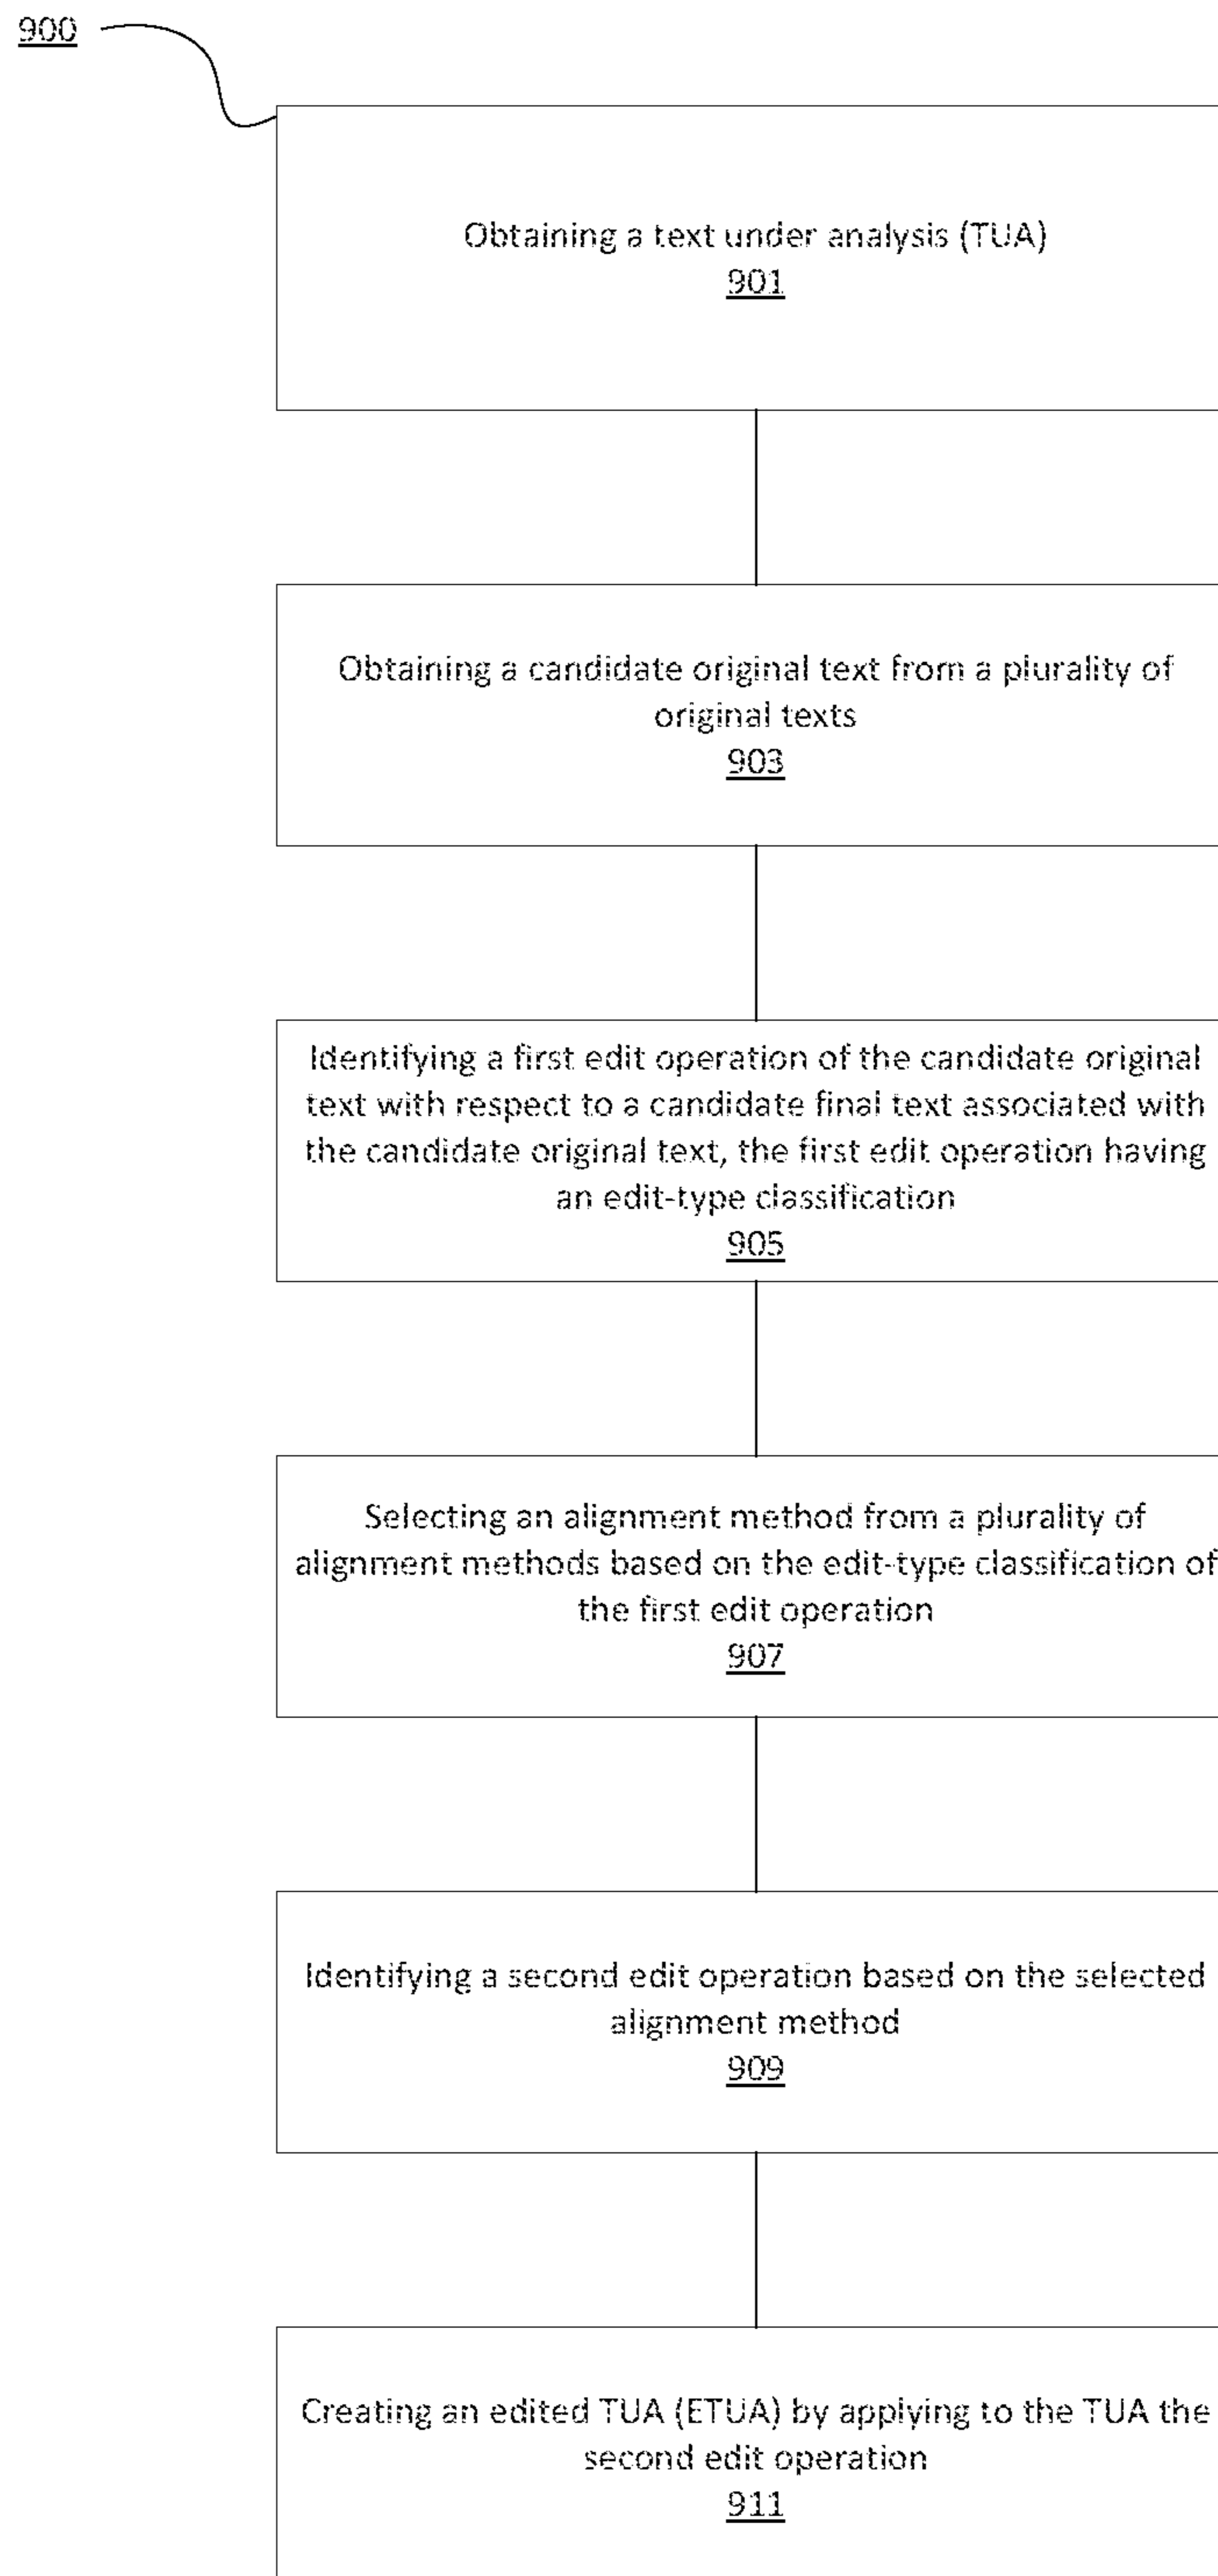 900
Obtaining a text under analysis (TUA)
901
Obtaining a candidate original text from a plurality of
original texts
903
Identifying a first edit operation of the candidate original
text with respect to a candidate final text associated with
the candidate original text, the first edit operation having
an edit-type classification
905
Selecting an alignment method from a plurality of
alignment methods based on the edit-type classification of
the first edit operation
907
Identifying a second edit operation based on the selected
alignment method
909
Creating an edited TUA (ETUA) by applying to the TUA the
second edit operation
911